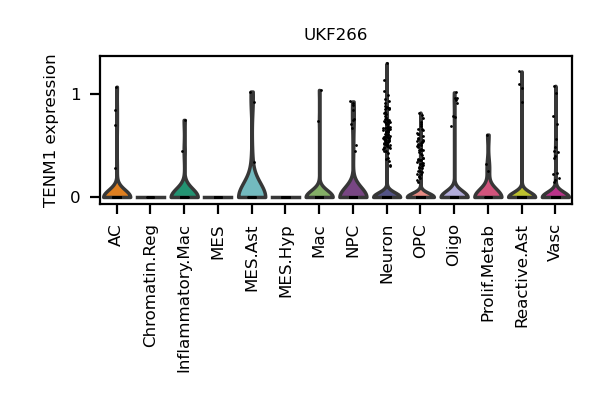 UKF266
TENM1 expression
1
0
AC
Chromatin.Reg
Inflammatory.Mac
MES
MES.Ast
MES.Hyp
Mac
NPC
Neuron
OPC
Oligo
Prolif.Metab
Reactive.Ast
Vasc